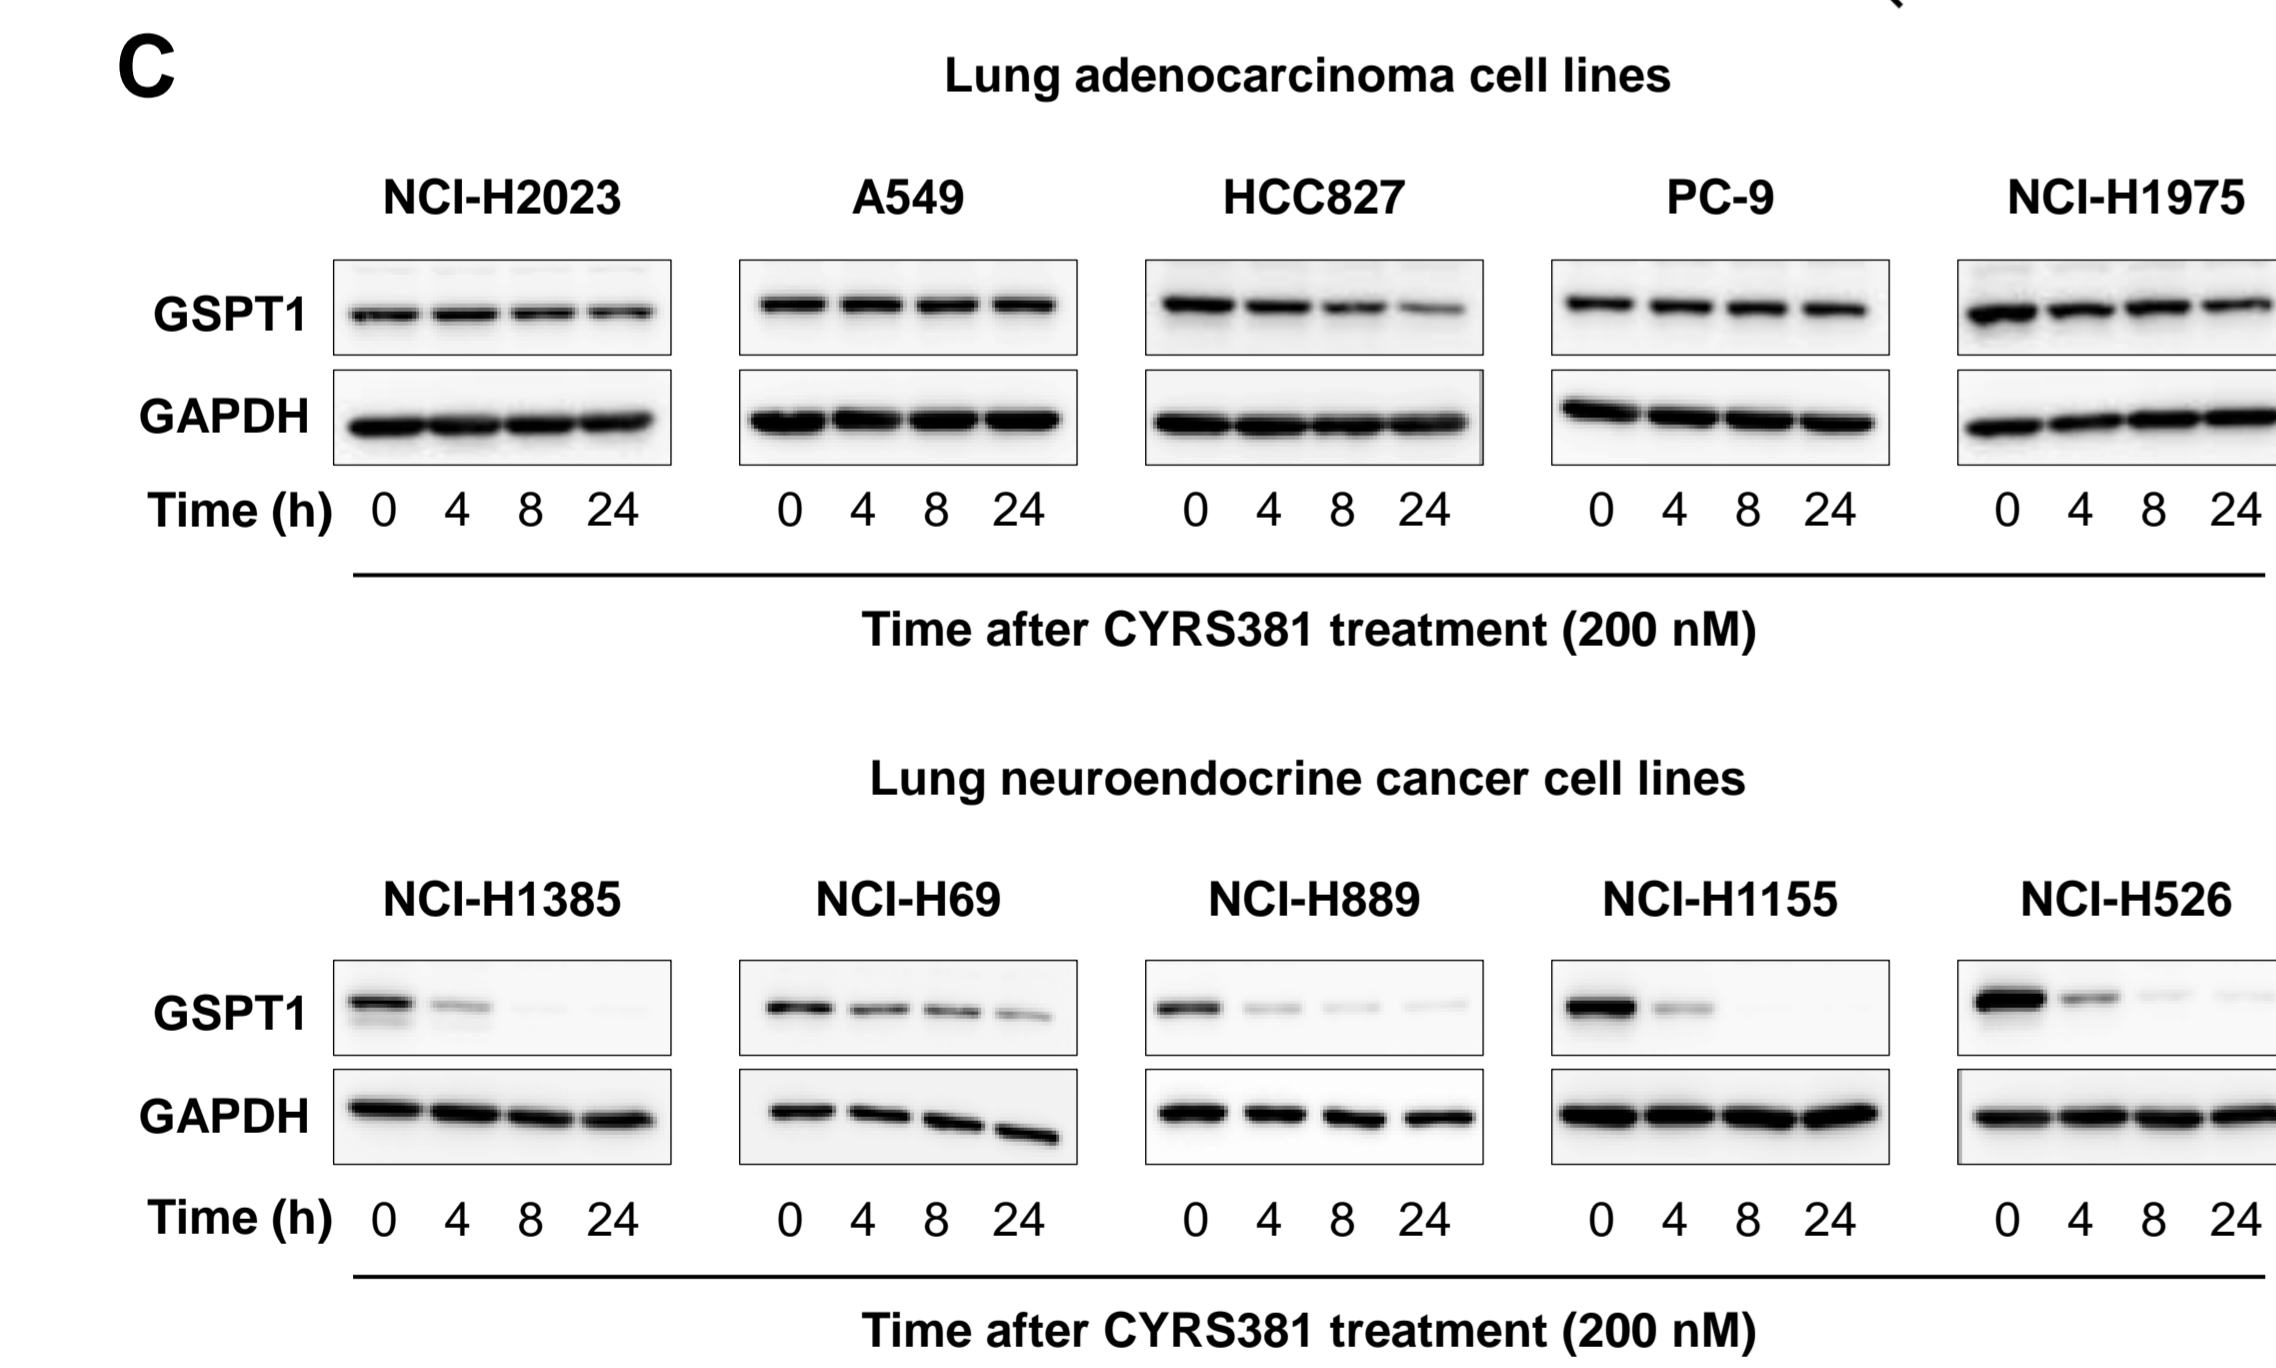 C
Lung adenocarcinoma cell lines
NCI-H2023 A549 HCC827 PC-9 NCI-H1975
GSPT1
GAPDH
Time (h) 0 4 8 24 0 4 8 24 0 4 8 24 0 4 8 24 0 4 8 24
Time after CYRS381 treatment (200 nM)
Lung neuroendocrine cancer cell lines
NCI-H1385 NCI-H69 NCI-H889 NCI-H1155 NCI-H526
GSPT1
GAPDH
Time (h) 0 4 8 24 0 4 8 24 0 4 8 24 0 4 8 24 0 4 8 24
Time after CYRS381 treatment (200 nM)